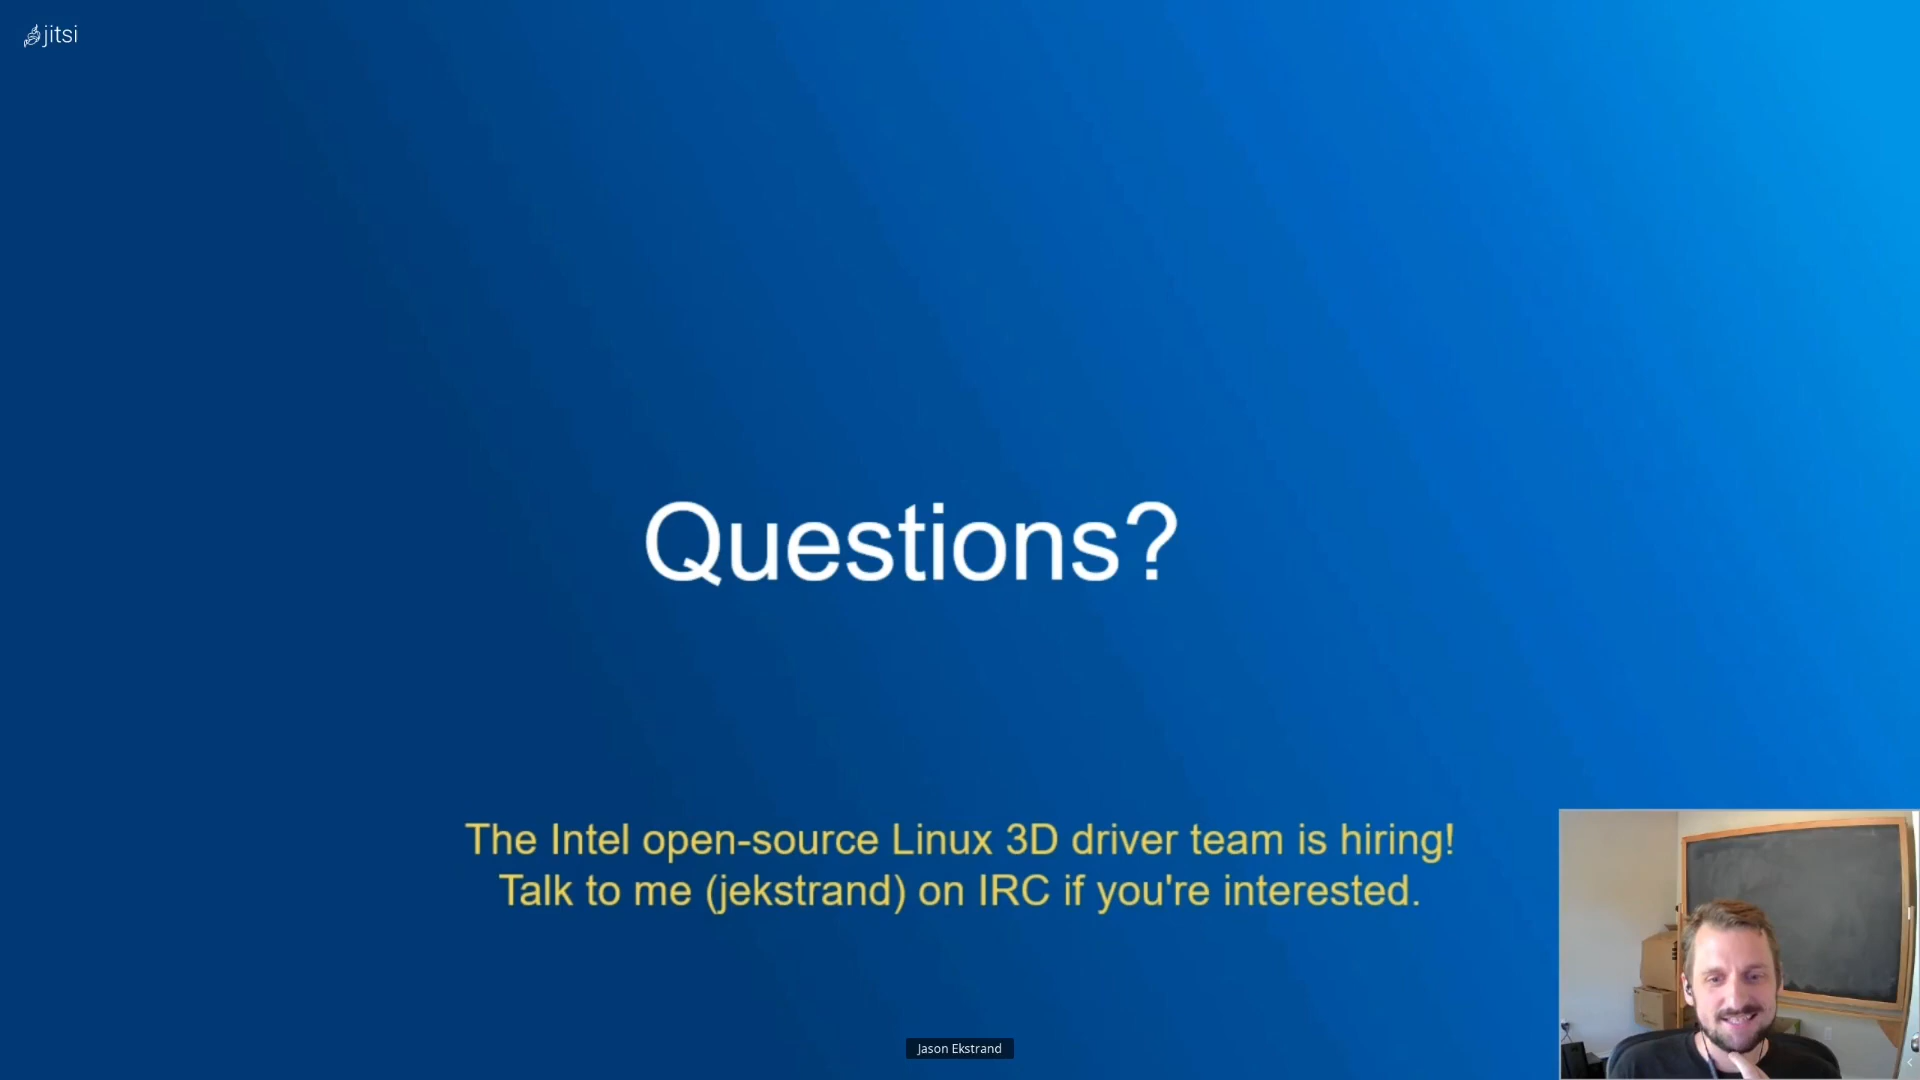 jitsi
Questions?
The Intel open-source Linux 3D driver team is hiring!
Talk to me (jekstrand) on IRC if you're interested.
Jason Ekstrand